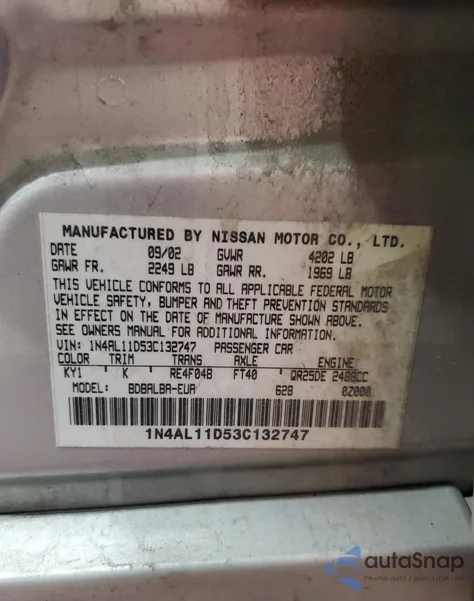 MANUFACTURED BY NISSAN MOTOR CO., LTD.
DATE 09/02 GVWR 4202 LB
GAWR FR. 2249 LB GAWR RR. 1969 LB
THIS VEHICLE CONFORMS TO ALL APPLICABLE FEDERAL MOTOR
VEHICLE SAFETY, BUMPER AND THEFT PREVENTION STANDARDS
IN EFFECT ON THE DATE OF MANUFACTURE SHOWN ABOVE.
SEE OWNERS MANUAL FOR ADDITIONAL INFORMATION.
VIN: 1N4AL11D53C132747 PASSENGER CAR
COLOR TRIM TRANS AXLE ENGINE
KY1 K RE4F04B FT40 QR25DE 2488CC
MODEL: BDBALBA-EUA 628 0Z000
1N4AL11D53C132747
autoSnap